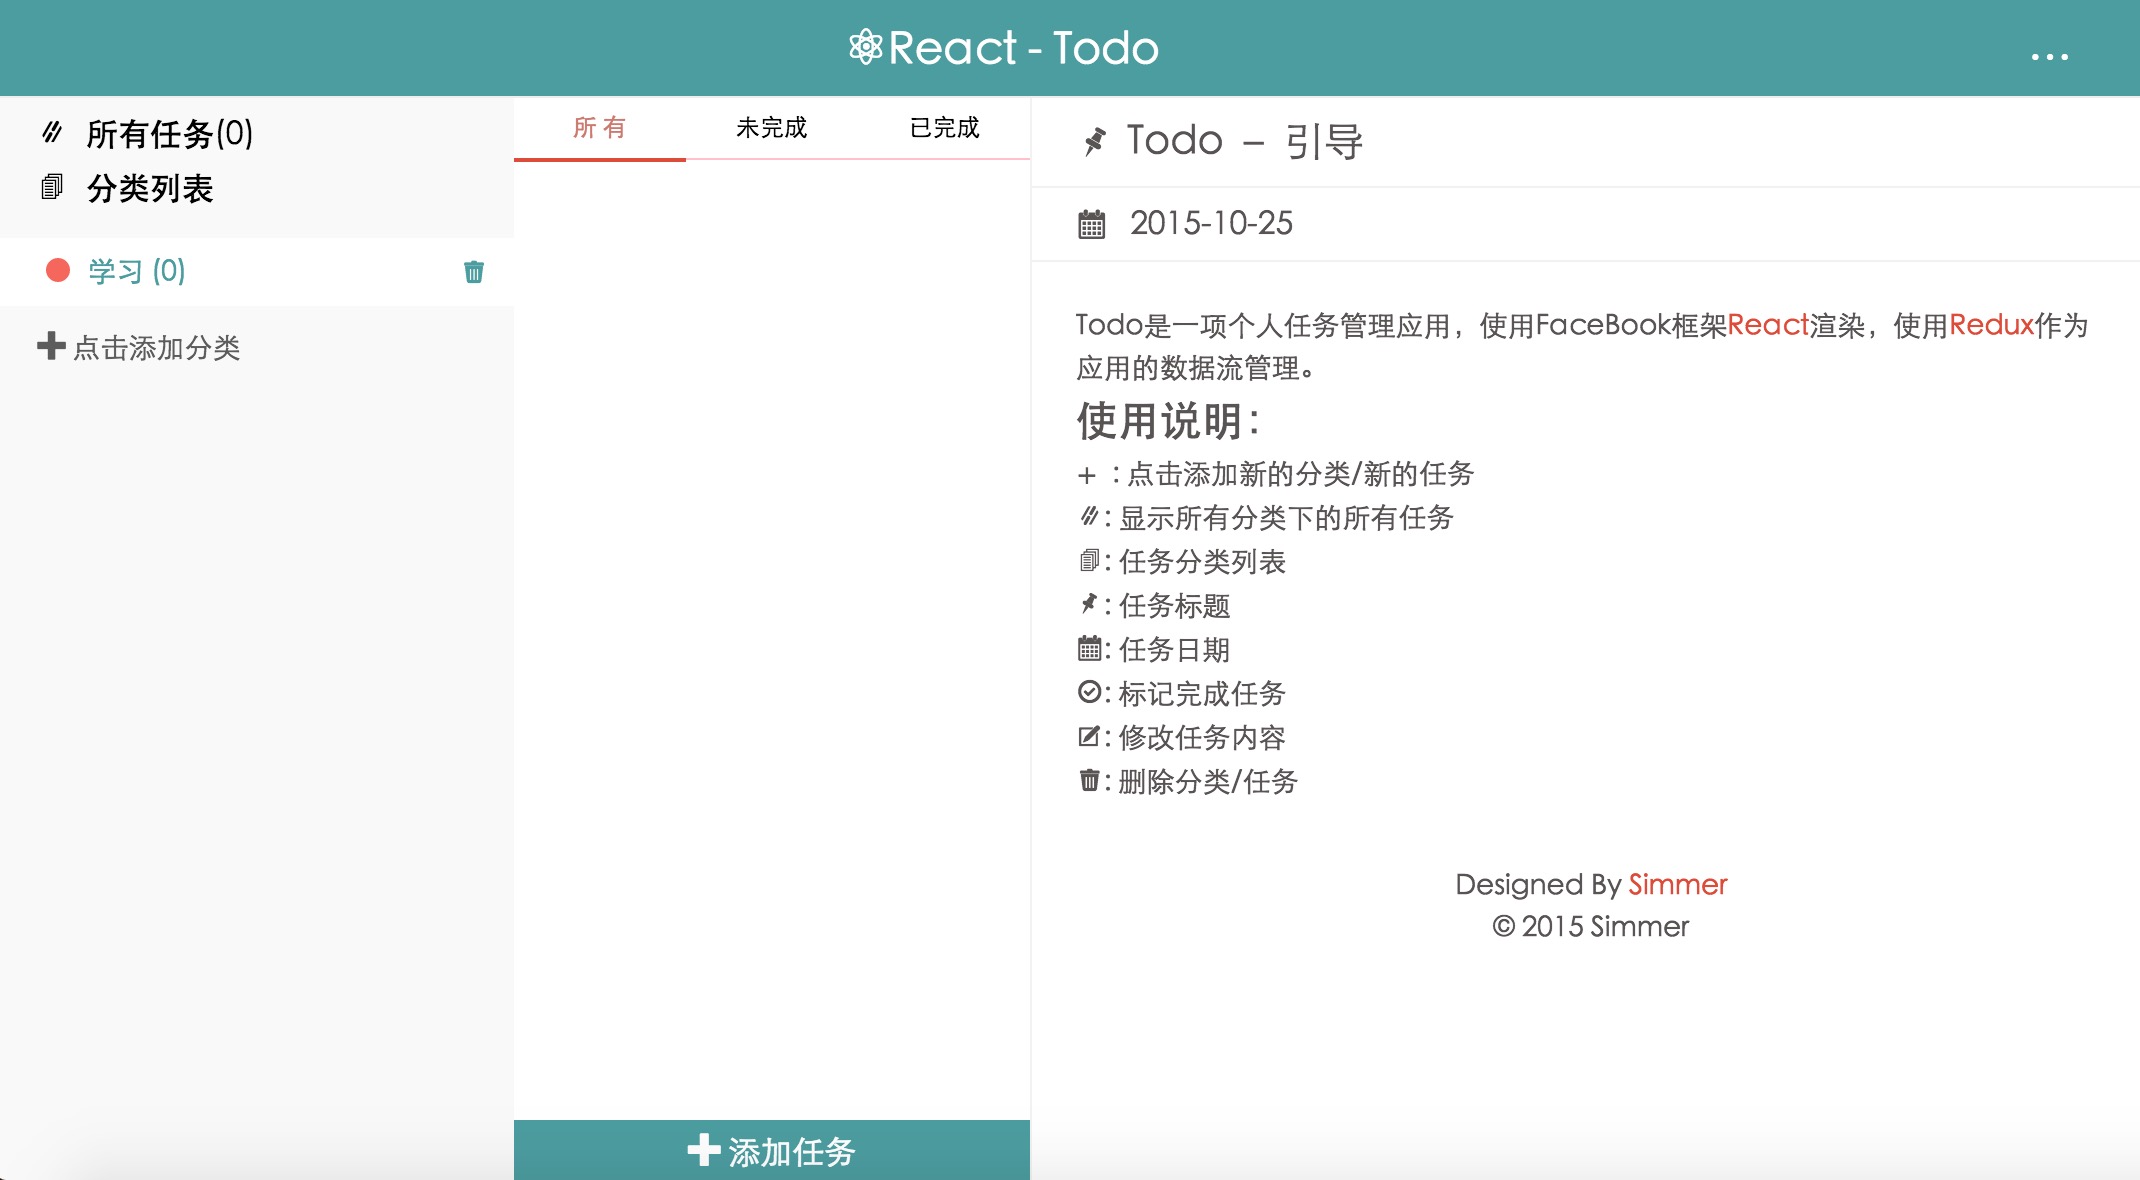 React - Todo
...
所有任务(0)
分类列表
学习 (0)
点击添加分类
所有
未完成
已完成
添加任务
Todo – 引导
2015-10-25
Todo是一项个人任务管理应用，使用FaceBook框架React渲染，使用Redux作为
应用的数据流管理。
使用说明：
+ ：点击添加新的分类/新的任务
：显示所有分类下的所有任务
：任务分类列表
：任务标题
：任务日期
：标记完成任务
：修改任务内容
：删除分类/任务
Designed By Simmer
© 2015 Simmer